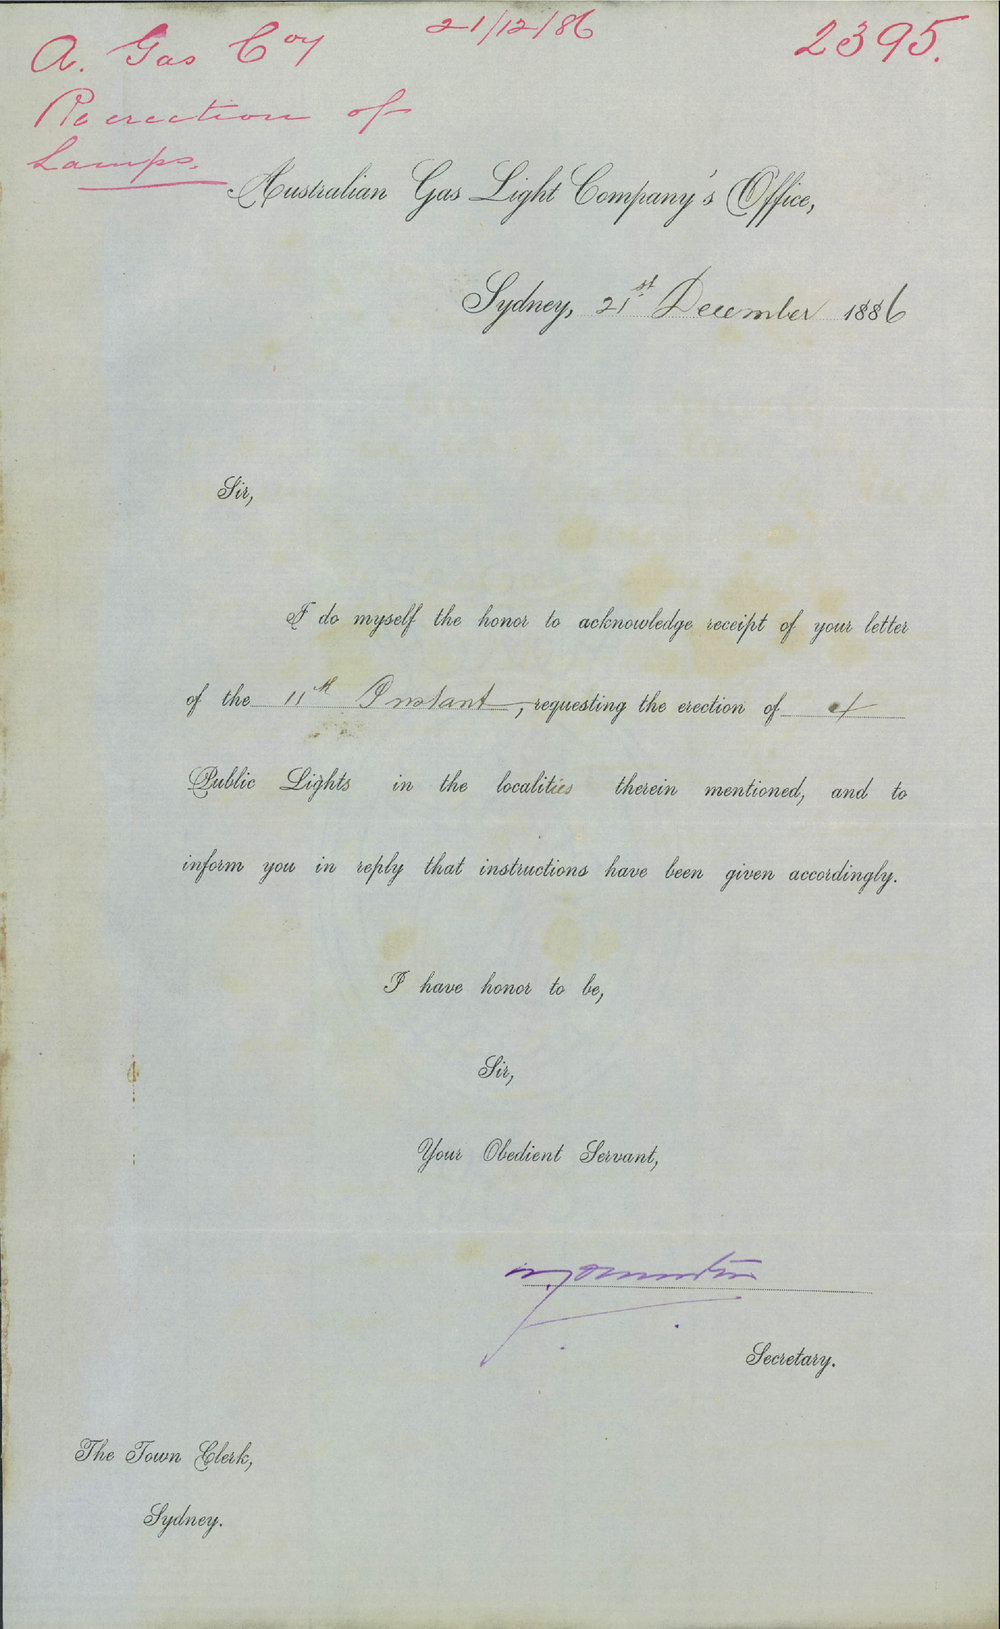 A. Gas Coy 21/12/86 2395.
Re erection of
Lamps.
Australian Gas Light Company's Office,
Sydney, 21st December 1886
Sir,
I do myself the honor to acknowledge receipt of your letter
of the 11th Instant, requesting the erection of
Public Lights in the localities therein mentioned, and to
inform you in reply that instructions have been given accordingly.
I have honor to be,
Sir,
Your Obedient Servant,
Secretary.
The Town Clerk,
Sydney.